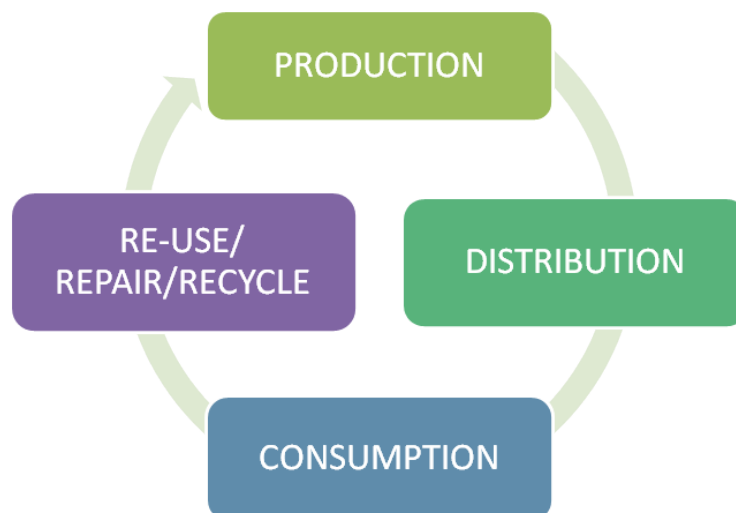 PRODUCTION
DISTRIBUTION
CONSUMPTION
RE-USE/
REPAIR/RECYCLE